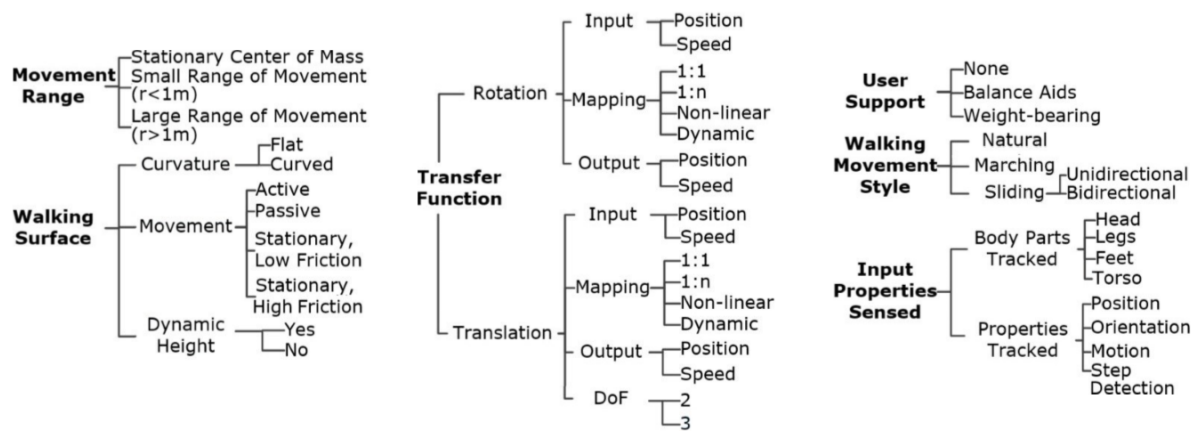 Movement
Range
Stationary Center of Mass
Small Range of Movement
(r<1m)
Large Range of Movement
(r>1m)
Walking
Surface
Curvature
Flat
Curved
Movement
Active
Passive
Stationary,
Low Friction
Stationary,
High Friction
Dynamic
Height
Yes
No
Transfer
Function
Rotation
Input
Position
Speed
Mapping
1:1
1:n
Non-linear
Dynamic
Output
Position
Speed
Translation
Input
Position
Speed
Mapping
1:1
1:n
Non-linear
Dynamic
Output
Position
Speed
DoF
2
3
User
Support
None
Balance Aids
Weight-bearing
Walking
Movement
Style
Natural
Marching
Sliding
Unidirectional
Bidirectional
Input
Properties
Sensed
Body Parts
Tracked
Head
Legs
Feet
Torso
Properties
Tracked
Position
Orientation
Motion
Step
Detection